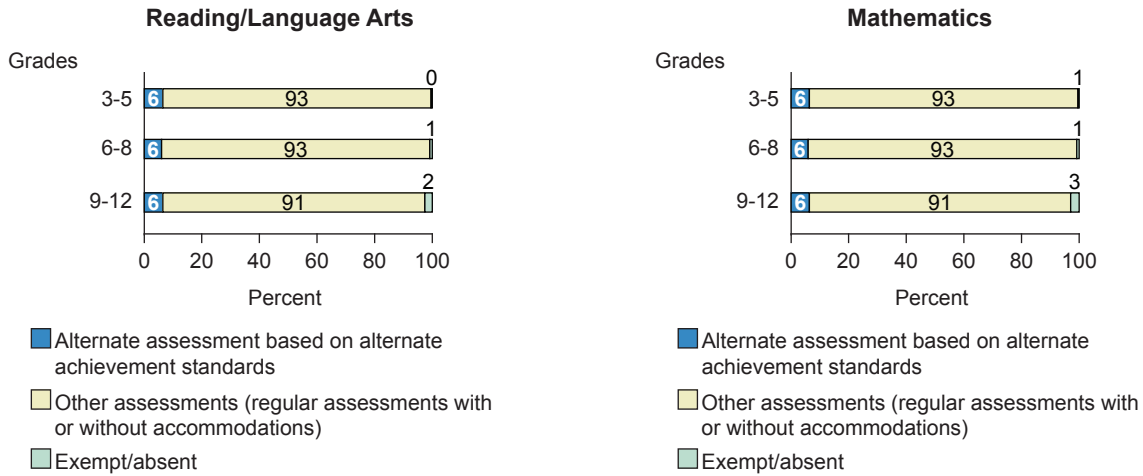 Reading/Language Arts
Grades
0
3-5 6 93
1
6-8 6 93
2
9-12 6 91
0 20 40 60 80 100
Percent
Alternate assessment based on alternate
achievement standards
Other assessments (regular assessments with
or without accommodations)
Exempt/absent
Mathematics
Grades
1
3-5 6 93
1
6-8 6 93
3
9-12 6 91
0 20 40 60 80 100
Percent
Alternate assessment based on alternate
achievement standards
Other assessments (regular assessments with
or without accommodations)
Exempt/absent